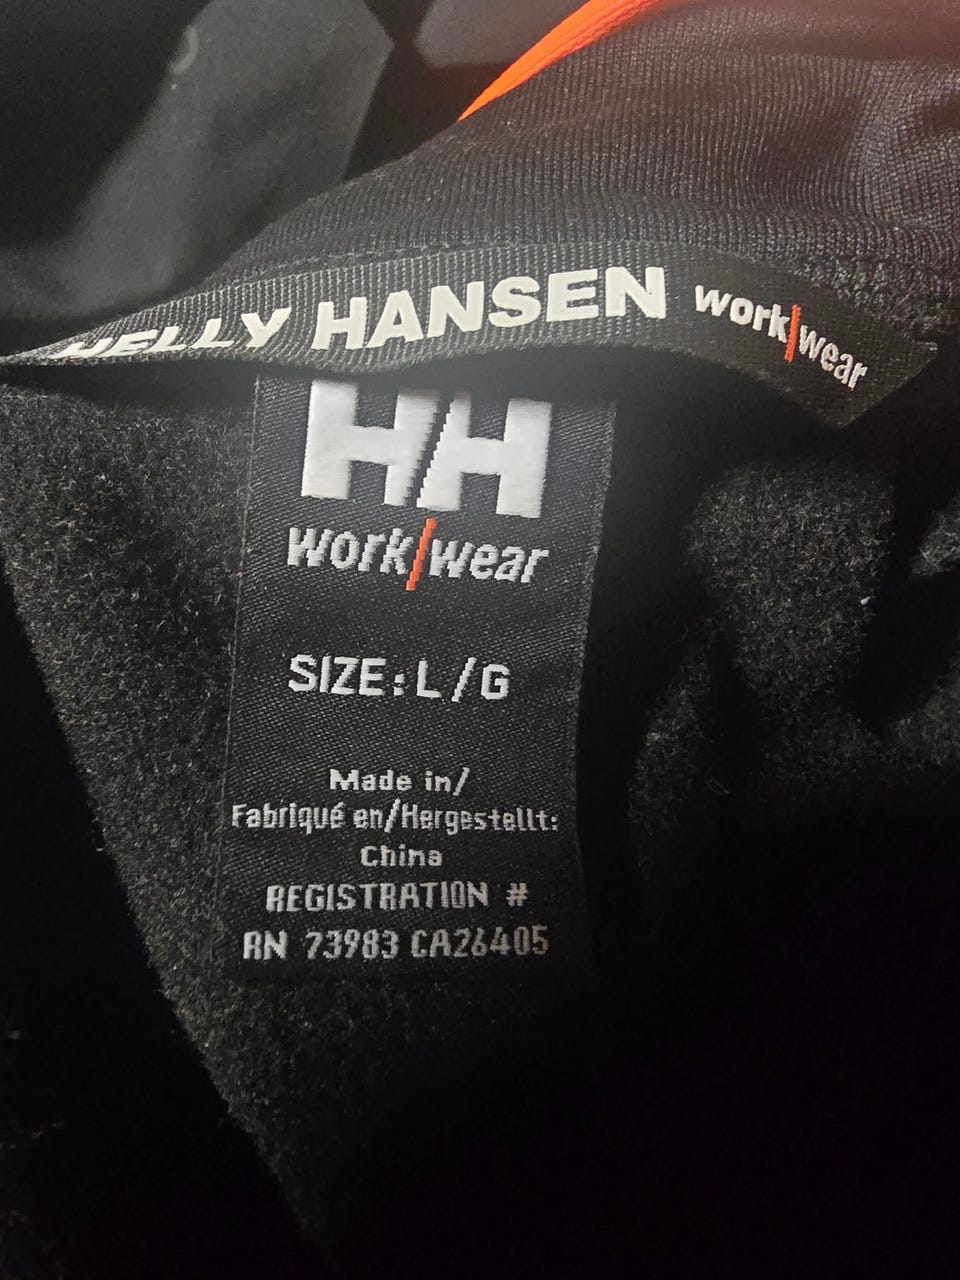 HELLY HANSEN work|wear
HH
work/wear
SIZE: L/G
Made in/
Fabriqué en/Hergestellt:
China
REGISTRATION #
RN 73983 CA26405